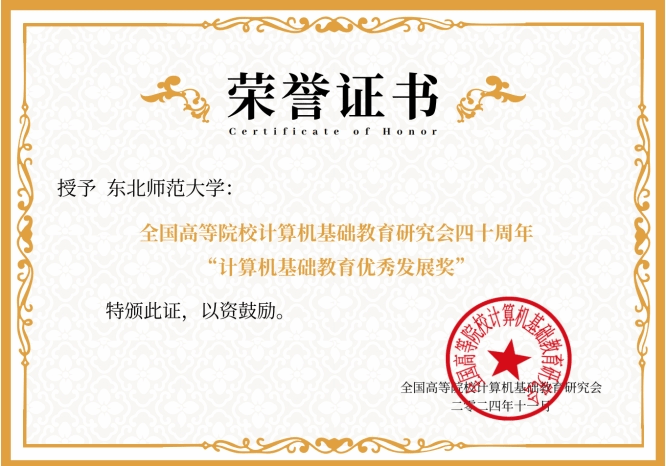 荣誉证书
Certificate of Honor
授予 东北师范大学：
全国高等院校计算机基础教育研究会四十周年
“计算机基础教育优秀发展奖”
特颁此证，以资鼓励。
全国高等院校计算机基础教育研究会
全国高等院校计算机基础教育研究会
二零二四年十一月